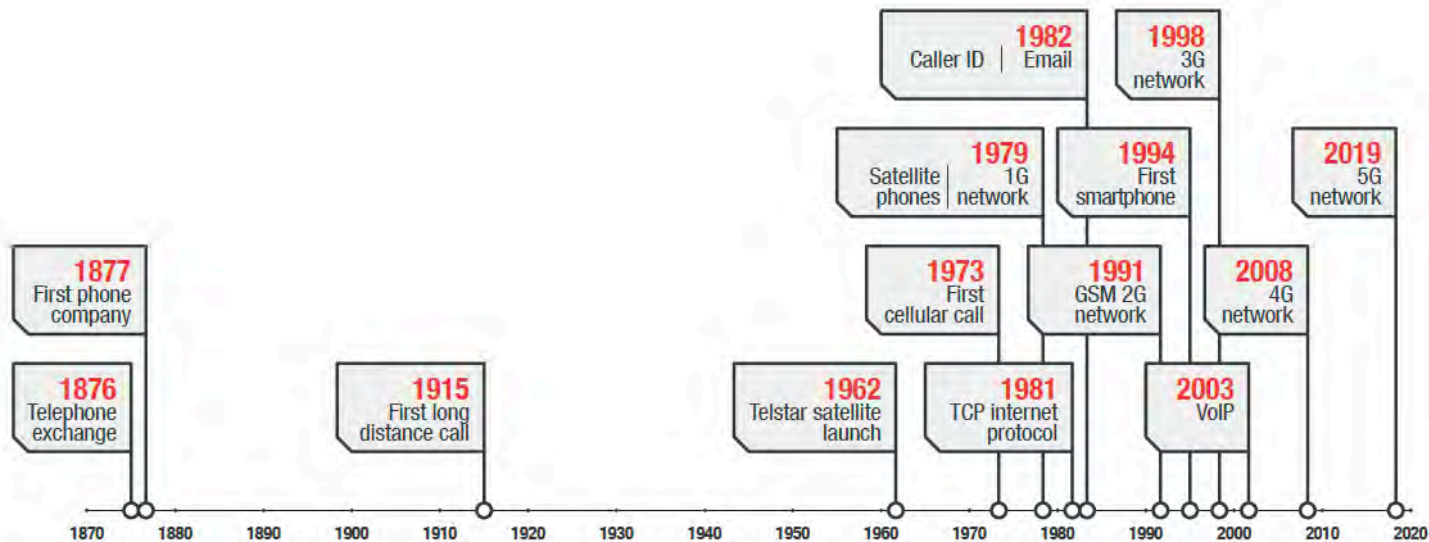 1982
Caller ID | Email
1998
3G
network
1979
Satellite | 1G
phones | network
1994
First
smartphone
2019
5G
network
1877
First phone
company
1973
First
cellular call
1991
GSM 2G
network
2008
4G
network
1876
Telephone
exchange
1915
First long
distance call
1962
Telstar satellite
launch
1981
TCP internet
protocol
2003
VoIP
1870 1880 1890 1900 1910 1920 1930 1940 1950 1960 1970 1980 1990 2000 2010 2020